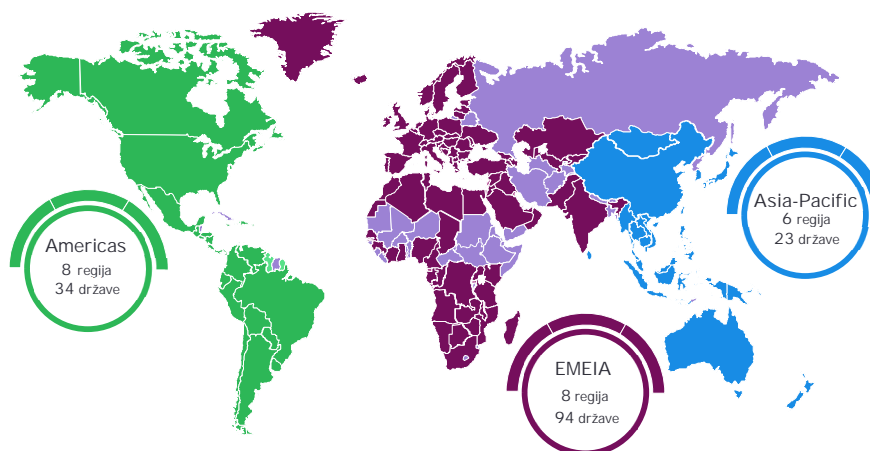 Americas
8 regija
34 države
Asia-Pacific
6 regija
23 države
EMEIA
8 regija
94 države